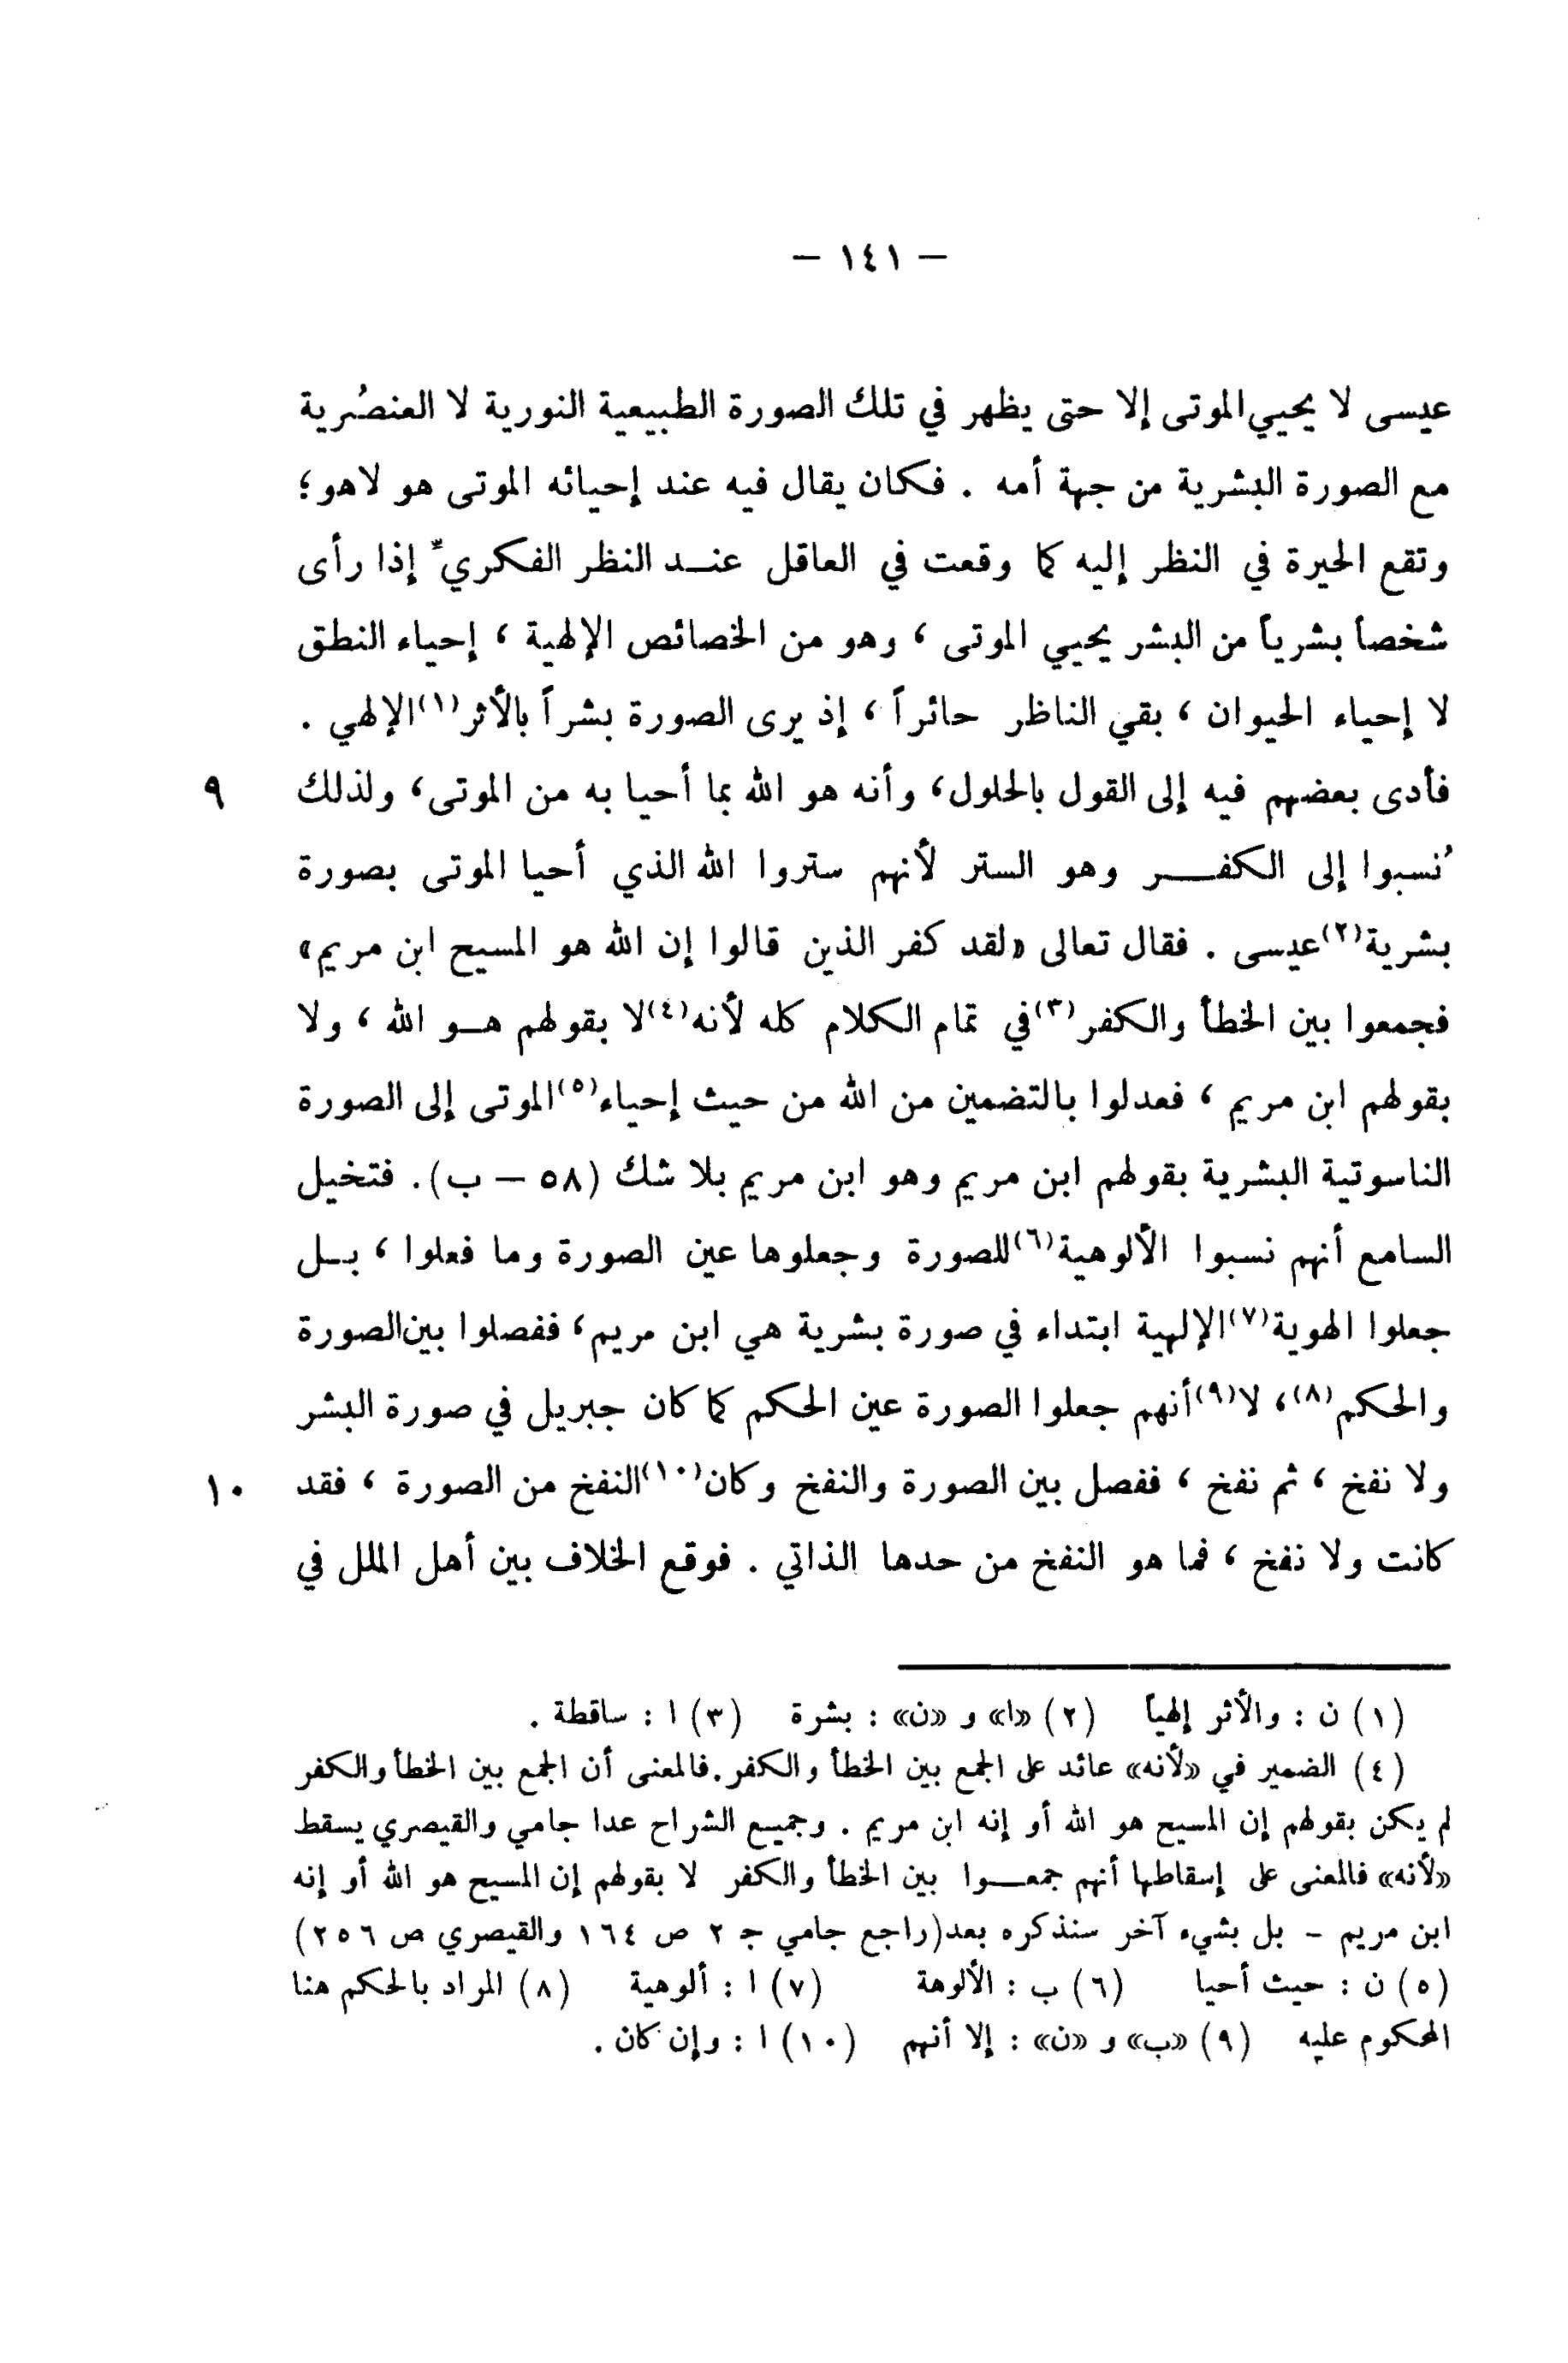 — ١٤١ —
عيسى لا يحيي الموتى إلا حتى يظهر في تلك الصورة الطبيعية النورية لا العنصُرية
مع الصورة البشرية من جهة أمه . فكان يقال فيه عند إحيائه الموتى هو لاهو؛
وتقع الحيرة في النظر إليه كما وقعت في العاقل عنـد النظر الفكريّ إذا رأى
شخصاً بشرياً من البشر يحيي الموتى ، وهو من الخصائص الإلهية ، إحياء النطق
لا إحياء الحيوان ، بقي الناظر حائراً ، إذ يرى الصورة بشراً بالأثر(١) الإلهي .
فأدى بعضهم فيه إلى القول بالحلول، وأنه هو الله بما أحيا به من الموتى، ولذلك ٩
نُسبوا إلى الكفـــر وهو الستر لأنهم ستروا الله الذي أحيا الموتى بصورة
بشرية(٢) عيسى . فقال تعالى «لقد كفر الذين قالوا إن الله هو المسيح ابن مريم»
فجمعوا بين الخطأ والكفر(٣) في تمام الكلام كله لأنه(٤) لا بقولهم هـو الله ، ولا
بقولهم ابن مريم ، فعدلوا بالتضمين من الله من حيث إحياء(٥) الموتى إلى الصورة
الناسوتية البشرية بقولهم ابن مريم وهو ابن مريم بلا شك (٥٨ – ب). فتخيل
السامع أنهم نسبوا الألوهية(٦) للصورة وجعلوها عين الصورة وما فعلوا ، بـل
جعلوا الهوية(٧) الإلهية ابتداء في صورة بشرية هي ابن مريم، ففصلوا بين الصورة
والحكم(٨)، لا(٩) أنهم جعلوا الصورة عين الحكم كما كان جبريل في صورة البشر
ولا نفخ ، ثم نفخ ، ففصل بين الصورة والنفخ وكان(١٠) النفخ من الصورة ، فقد ١٠
كانت ولا نفخ ، فما هو النفخ من حدها الذاتي . فوقع الخلاف بين أهل الملل في
(١) ن : والأثر إلهياً (٢) «ا» و «ن» : بشرة (٣) ا : ساقطة .
(٤) الضمير في «لأنه» عائد على الجمع بين الخطأ والكفر. فالمعنى أن الجمع بين الخطأ والكفر
لم يكن بقولهم إن المسيح هو الله أو إنه ابن مريم . وجميع الشراح عدا جامي والقيصري يسقط
«لأنه» فالمعنى على إسقاطها أنهم جمعــوا بين الخطأ والكفر لا بقولهم إن المسيح هو الله أو إنه
ابن مريم – بل بشيء آخر سنذكره بعد (راجع جامي ج ٢ ص ١٦٤ والقيصري ص ٢٥٦)
(٥) ن : حيث أحيا (٦) ب : الألوهة (٧) ا : ألوهية (٨) المراد بالحكم هنا
المحكوم عليه (٩) «ب» و «ن» : إلا أنهم (١٠) ا : وإن كان .